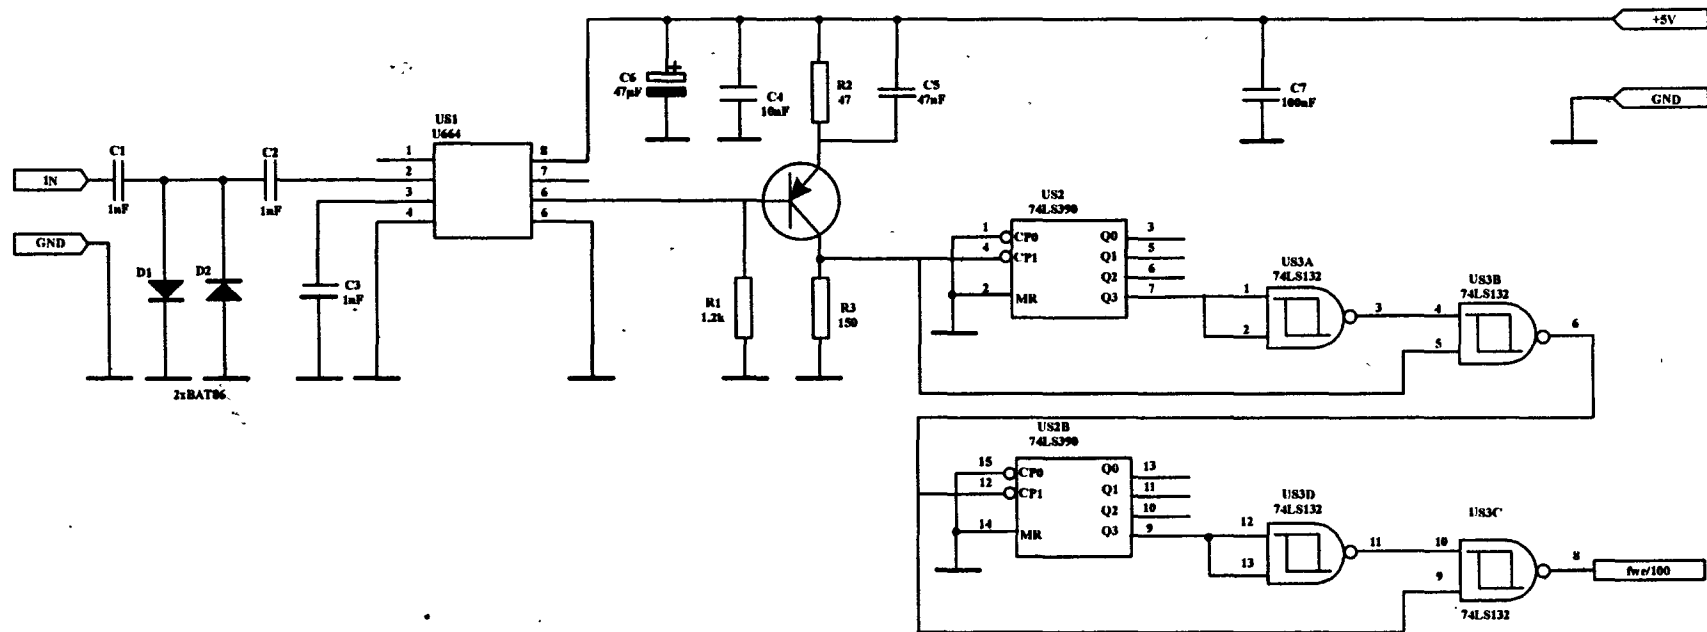 +5V
GND
C6
47µF
C4
10nF
R2
47
C5
47nF
C7
100nF
US1
U664
C1
1nF
C2
1nF
IN
GND
1
2
3
4
8
7
6
6
D1
D2
2xBAT86
C3
1nF
R1
1.2k
R3
150
US2
74LS390
1
4
2
CP0
CP1
MR
Q0
Q1
Q2
Q3
3
5
6
7
US3A
74LS132
1
2
3
US3B
74LS132
4
5
6
US2B
74LS390
15
12
14
CP0
CP1
MR
Q0
Q1
Q2
Q3
13
11
10
9
US3D
74LS132
12
13
11
US3C
10
9
8
74LS132
fwe/100